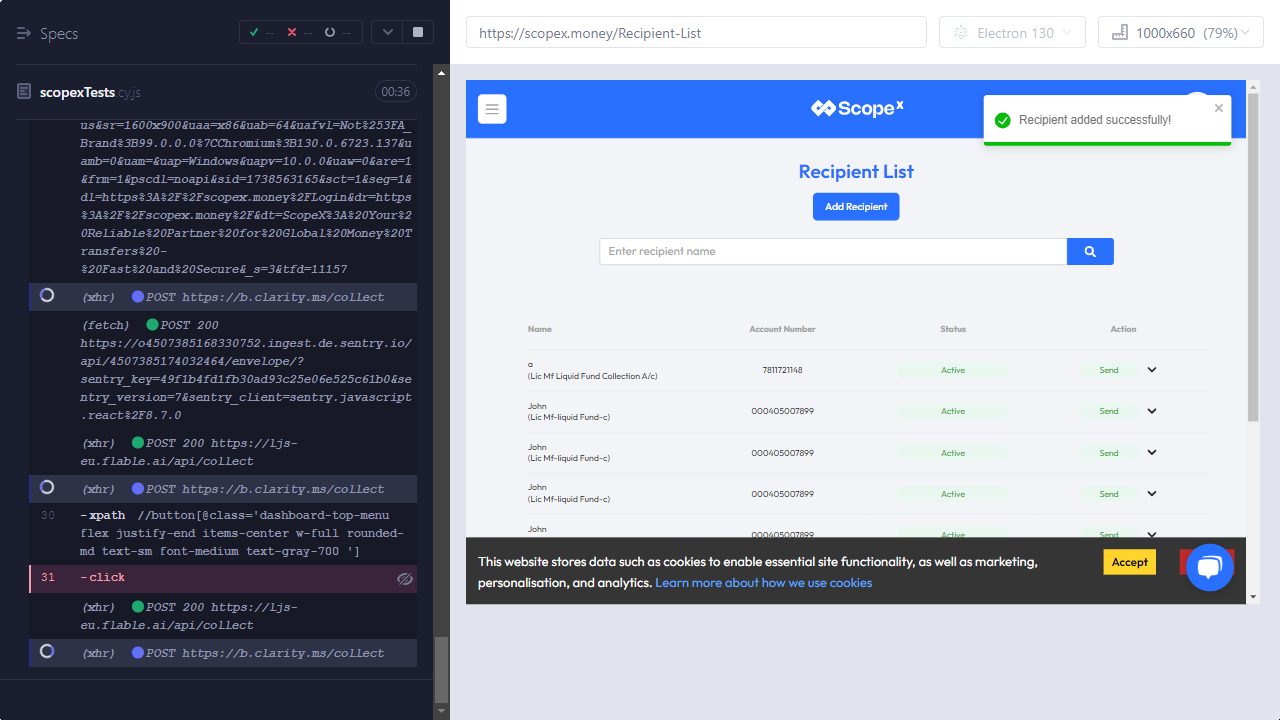 Specs
-- -- --
https://scopex.money/Recipient-List
Electron 130
1000x660 (79%)
scopexTests.cy.js
00:36
us&sr=1600x900&uaa=x86&uab=64&uafvl=Not%253FA_
Brand%3B99.0.0.0%7CChromium%3B130.0.6723.137&u
amb=0&uam=&uap=Windows&uapv=10.0.0&uaw=0&are=1
&frm=1&pscdl=noapi&sid=1738563165&sct=1&seg=1&
dl=https%3A%2F%2Fscopex.money%2FLogin&dr=https
%3A%2F%2Fscopex.money%2F&dt=ScopeX%3A%20Your%2
0Reliable%20Partner%20for%20Global%20Money%20T
ransfers%20-
%20Fast%20and%20Secure&_s=3&tfd=11157
(xhr) POST https://b.clarity.ms/collect
(fetch) POST 200
https://o4507385168330752.ingest.de.sentry.io/
api/4507385174032464/envelope/?
sentry_key=49f1b4fd1fb30ad93c25e06e525c61b0&se
ntry_version=7&sentry_client=sentry.javascript
.react%2F8.7.0
(xhr) POST 200 https://ljs-
eu.flable.ai/api/collect
(xhr) POST https://b.clarity.ms/collect
30 -xpath //button[@class='dashboard-top-menu
flex justify-end items-center w-full rounded-
md text-sm font-medium text-gray-700 ']
31 -click
(xhr) POST 200 https://ljs-
eu.flable.ai/api/collect
(xhr) POST https://b.clarity.ms/collect
ScopeX
Recipient added successfully!
Recipient List
Add Recipient
Enter recipient name
Name Account Number Status Action
a
(Lic Mf Liquid Fund Collection A/c) 7811721148 Active Send
John
(Lic Mf-liquid Fund-c) 000405007899 Active Send
John
(Lic Mf-liquid Fund-c) 000405007899 Active Send
John
(Lic Mf-liquid Fund-c) 000405007899 Active Send
John
000405007899 Active Send
This website stores data such as cookies to enable essential site functionality, as well as marketing,
personalisation, and analytics. Learn more about how we use cookies
Accept